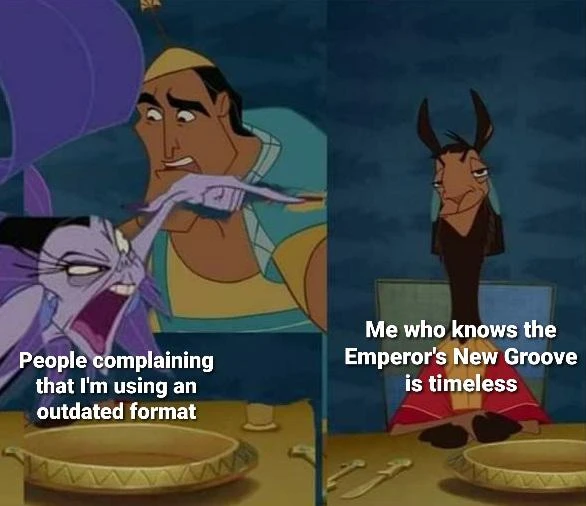 People complaining
that I'm using an
outdated format
Me who knows the
Emperor's New Groove
is timeless